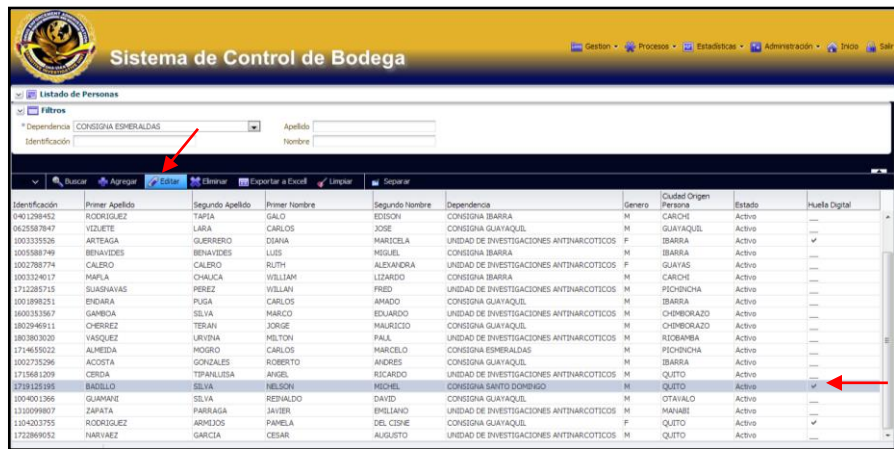 Sistema de Control de Bodega
Gestion Procesos Estadísticas Administración Inicio Salir
Listado de Personas
Filtros
* Dependencia CONSIGNA ESMERALDAS Apellido
Identificación Nombre
Buscar Agregar Editar Eliminar Exportar a Excell Limpiar Separar
Identificación Primer Apellido Segundo Apellido Primer Nombre Segundo Nombre Dependencia Genero Ciudad Origen Persona Estado Huella Digital
0401298452 RODRIGUEZ TAPIA GALO EDISON CONSIGNA IBARRA M CARCHI Activo
0625587847 VIZUETE LARA CARLOS JOSE CONSIGNA GUAYAQUIL M GUAYAQUIL Activo
1003335526 ARTEAGA GUERRERO DIANA MARICELA UNIDAD DE INVESTIGACIONES ANTINARCOTICOS F IBARRA Activo
1005588749 BENAVIDES BENAVIDES LUIS MIGUEL CONSIGNA IBARRA M IBARRA Activo
1002788774 CALERO CALERO RUTH ALEXANDRA UNIDAD DE INVESTIGACIONES ANTINARCOTICOS F GUAYAS Activo
1003324017 MAFLA CHAUCA WILLIAM LIZARDO CONSIGNA IBARRA M CARCHI Activo
1712285715 SUASNAVAS PEREZ WILLAN FRED UNIDAD DE INVESTIGACIONES ANTINARCOTICOS M PICHINCHA Activo
1001898251 ENDARA PUGA CARLOS AMADO CONSIGNA GUAYAQUIL M IBARRA Activo
1600353567 GAMBOA SILVA MARCO EDUARDO CONSIGNA GUAYAQUIL M CHIMBORAZO Activo
1802946911 CHERREZ TERAN JORGE MAURICIO CONSIGNA GUAYAQUIL M CHIMBORAZO Activo
1803803020 VASQUEZ URVINA MILTON PAUL UNIDAD DE INVESTIGACIONES ANTINARCOTICOS M RIOBAMBA Activo
1714655022 ALMEIDA MOGRO CARLOS MARCELO CONSIGNA ESMERALDAS M PICHINCHA Activo
1002735296 ACOSTA GONZALES ROBERTO ANDRES CONSIGNA GUAYAQUIL M IBARRA Activo
1715681209 CERDA TIPANLUISA ANGEL RICARDO UNIDAD DE INVESTIGACIONES ANTINARCOTICOS M QUITO Activo
1719125195 BADILLO SILVA NELSON MICHEL CONSIGNA SANTO DOMINGO M QUITO Activo
1004001366 GUAMANI SILVA REINALDO DAVID CONSIGNA GUAYAQUIL M OTAVALO Activo
1310099807 ZAPATA PARRAGA JAVIER EMILIANO UNIDAD DE INVESTIGACIONES ANTINARCOTICOS M MANABI Activo
1104203755 RODRIGUEZ ARMIJOS PAMELA DEL CISNE CONSIGNA GUAYAQUIL F QUITO Activo
1722869052 NARVAEZ GARCIA CESAR AUGUSTO UNIDAD DE INVESTIGACIONES ANTINARCOTICOS M QUITO Activo